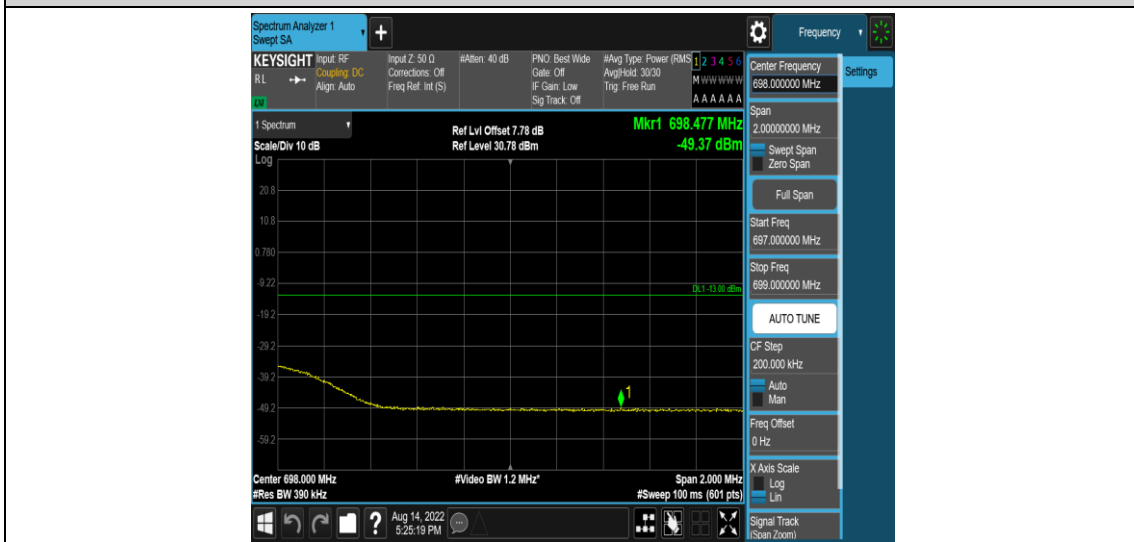 Spectrum Analyzer 1
Swept SA
+
Frequency
KEYSIGHT
RL
Input: RF
Coupling: DC
Align: Auto
Input Z: 50 Ω
Corrections: Off
Freq Ref: Int (S)
#Atten: 40 dB
PNO: Best Wide
Gate: Off
IF Gain: Low
Sig Track: Off
#Avg Type: Power (RMS
Avg|Hold: 30/30
Trig: Free Run
1 2 3 4 5 6
M W W W W W
A A A A A A
1 Spectrum
Scale/Div 10 dB
Log
Ref Lvl Offset 7.78 dB
Ref Level 30.78 dBm
Mkr1 698.477 MHz
-49.37 dBm
20.8
10.8
0.780
-9.22
DL1 -13.00 dBm
-19.2
-29.2
-39.2
1
-49.2
-59.2
Center 698.000 MHz
#Video BW 1.2 MHz*
Span 2.000 MHz
#Res BW 390 kHz
#Sweep 100 ms (601 pts)
Center Frequency
698.000000 MHz
Settings
Span
2.00000000 MHz
Swept Span
Zero Span
Full Span
Start Freq
697.000000 MHz
Stop Freq
699.000000 MHz
AUTO TUNE
CF Step
200.000 kHz
Auto
Man
Freq Offset
0 Hz
X Axis Scale
Log
Lin
Signal Track
(Span Zoom)
?
Aug 14, 2022
5:25:19 PM